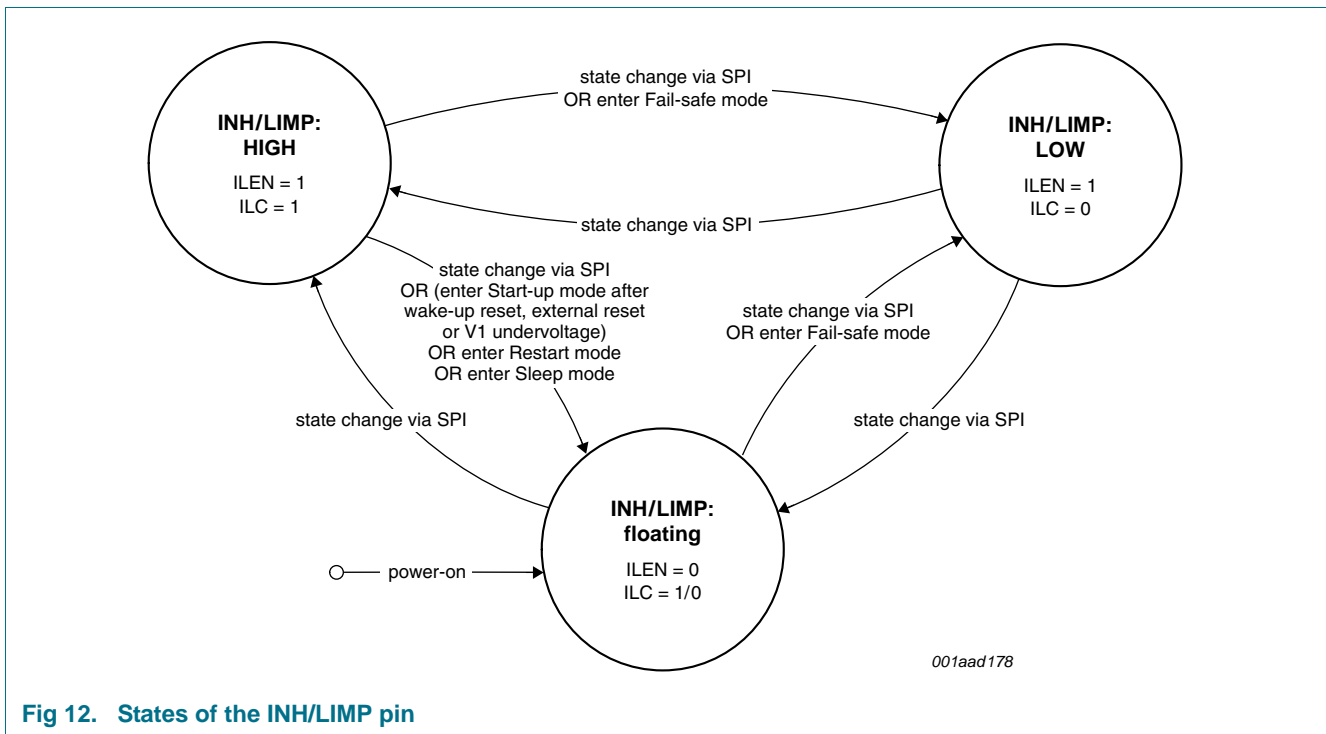 state change via SPI
OR enter Fail-safe mode
INH/LIMP:
HIGH
ILEN = 1
ILC = 1
INH/LIMP:
LOW
ILEN = 1
ILC = 0
state change via SPI
state change via SPI
OR (enter Start-up mode after
wake-up reset, external reset
or V1 undervoltage)
OR enter Restart mode
OR enter Sleep mode
state change via SPI
OR enter Fail-safe mode
state change via SPI
state change via SPI
INH/LIMP:
floating
ILEN = 0
ILC = 1/0
power-on
001aad178
Fig 12. States of the INH/LIMP pin